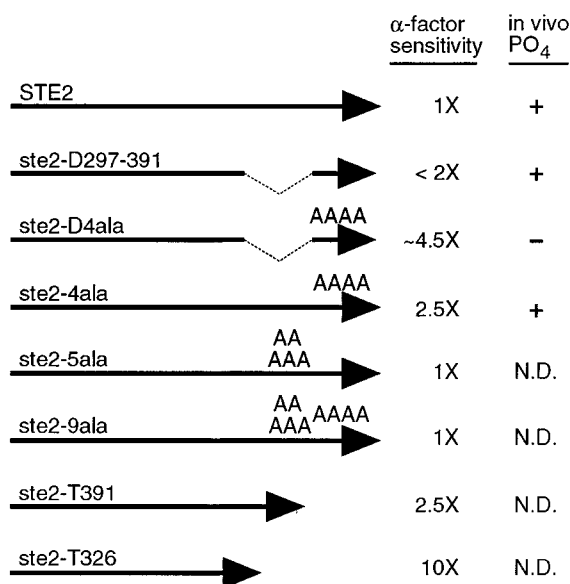 α-factor sensitivity in vivo PO4
STE2 1X +
ste2-D297-391 < 2X +
AAAA
ste2-D4ala ~4.5X –
AAAA
ste2-4ala 2.5X +
AA
ste2-5ala AAA 1X N.D.
AA
ste2-9ala AAA AAAA 1X N.D.
ste2-T391 2.5X N.D.
ste2-T326 10X N.D.